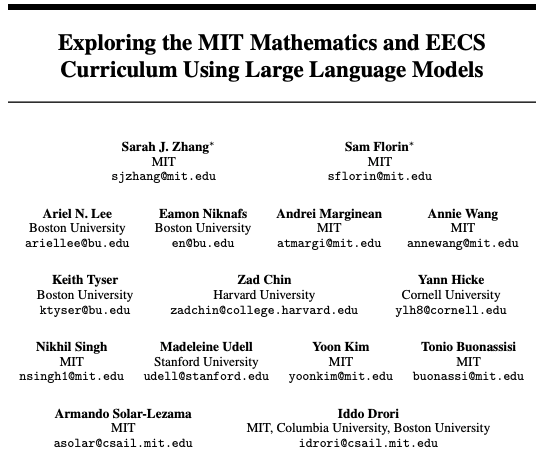 Exploring the MIT Mathematics and EECS
Curriculum Using Large Language Models
Sarah J. Zhang* Sam Florin*
MIT MIT
sjzhang@mit.edu sflorin@mit.edu
Ariel N. Lee Eamon Niknafs Andrei Marginean Annie Wang
Boston University Boston University MIT MIT
ariellee@bu.edu en@bu.edu atmargi@mit.edu annewang@mit.edu
Keith Tyser Zad Chin Yann Hicke
Boston University Harvard University Cornell University
ktyser@bu.edu zadchin@college.harvard.edu ylh8@cornell.edu
Nikhil Singh Madeleine Udell Yoon Kim Tonio Buonassisi
MIT Stanford University MIT MIT
nsingh1@mit.edu udell@stanford.edu yoonkim@mit.edu buonassi@mit.edu
Armando Solar-Lezama Iddo Drori
MIT MIT, Columbia University, Boston University
asolar@csail.mit.edu idrori@csail.mit.edu